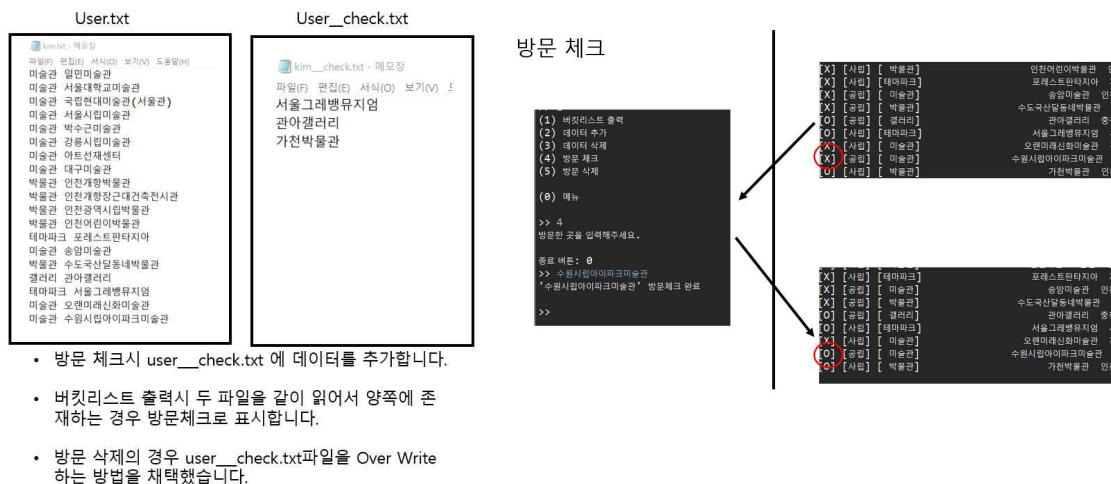 User.txt
User__check.txt
kim.txt - 메모장
파일(F) 편집(E) 서식(O) 보기(V) 도움말(H)
미술관 일민미술관
미술관 서울대학교미술관
미술관 국립현대미술관(서울관)
미술관 서울시립미술관
미술관 박수근미술관
미술관 강릉시립미술관
미술관 아트선재센터
미술관 대구미술관
박물관 인천개항박물관
박물관 인천개항장근대건축전시관
박물관 인천광역시립박물관
박물관 인천어린이박물관
테마파크 포레스트판타지아
미술관 송암미술관
박물관 수도국산달동네박물관
갤러리 관아갤러리
테마파크 서울그레뱅뮤지엄
미술관 오랜미래신화미술관
미술관 수원시립아이파크미술관
kim__check.txt - 메모장
파일(F) 편집(E) 서식(O) 보기(V)
서울그레뱅뮤지엄
관아갤러리
가천박물관
• 방문 체크시 user__check.txt 에 데이터를 추가합니다.
• 버킷리스트 출력시 두 파일을 같이 읽어서 양쪽에 존
재하는 경우 방문체크로 표시합니다.
• 방문 삭제의 경우 user__check.txt파일을 Over Write
하는 방법을 채택했습니다.
방문 체크
(1) 버킷리스트 출력
(2) 데이터 추가
(3) 데이터 삭제
(4) 방문 체크
(5) 방문 삭제
(0) 메뉴
>> 4
방문한 곳을 입력해주세요.
종료 버튼: 0
>> 수원시립아이파크미술관
'수원시립아이파크미술관' 방문체크 완료
>>
[X] [사립] [ 박물관] 인천어린이박물관
[X] [사립] [테마파크] 포레스트판타지아
[X] [공립] [ 미술관] 송암미술관
[X] [공립] [ 박물관] 수도국산달동네박물관
[O] [공립] [ 갤러리] 관아갤러리
[O] [사립] [테마파크] 서울그레뱅뮤지엄
[X] [사립] [ 미술관] 오랜미래신화미술관
[X] [공립] [ 미술관] 수원시립아이파크미술관
[O] [사립] [ 박물관] 가천박물관
[X] [사립] [테마파크] 포레스트판타지아
[X] [공립] [ 미술관] 송암미술관
[X] [공립] [ 박물관] 수도국산달동네박물관
[O] [공립] [ 갤러리] 관아갤러리
[O] [사립] [테마파크] 서울그레뱅뮤지엄
[X] [사립] [ 미술관] 오랜미래신화미술관
[O] [공립] [ 미술관] 수원시립아이파크미술관
[O] [사립] [ 박물관] 가천박물관